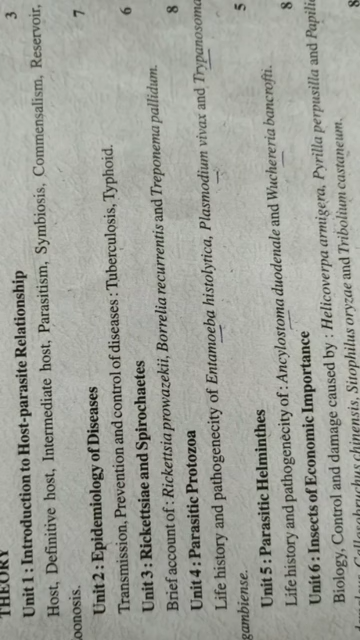 THEORY
Unit 1 : Introduction to Host-parasite Relationship 3
Host, Definitive host, Intermediate host, Parasitism, Symbiosis, Commensalism, Reservoir,
oonosis.
Unit 2 : Epidemiology of Diseases 7
Transmission, Prevention and control of diseases : Tuberculosis, Typhoid.
Unit 3 : Rickettsiae and Spirochaetes 6
Brief account of : Rickettsia prowazekii, Borrelia recurrentis and Treponema pallidum.
Unit 4 : Parasitic Protozoa 8
Life history and pathogenecity of Entamoeba histolytica, Plasmodium vivax and Trypanosoma
gambiense.
Unit 5 : Parasitic Helminthes 5
Life history and pathogenecity of : Ancylostoma duodenale and Wuchereria bancrofti.
Unit 6 : Insects of Economic Importance 8
Biology, Control and damage caused by : Helicoverpa armigera, Pyrilla perpusilla and Papilio
chinensis, Sitophilus oryzae and Tribolium castaneum.
8